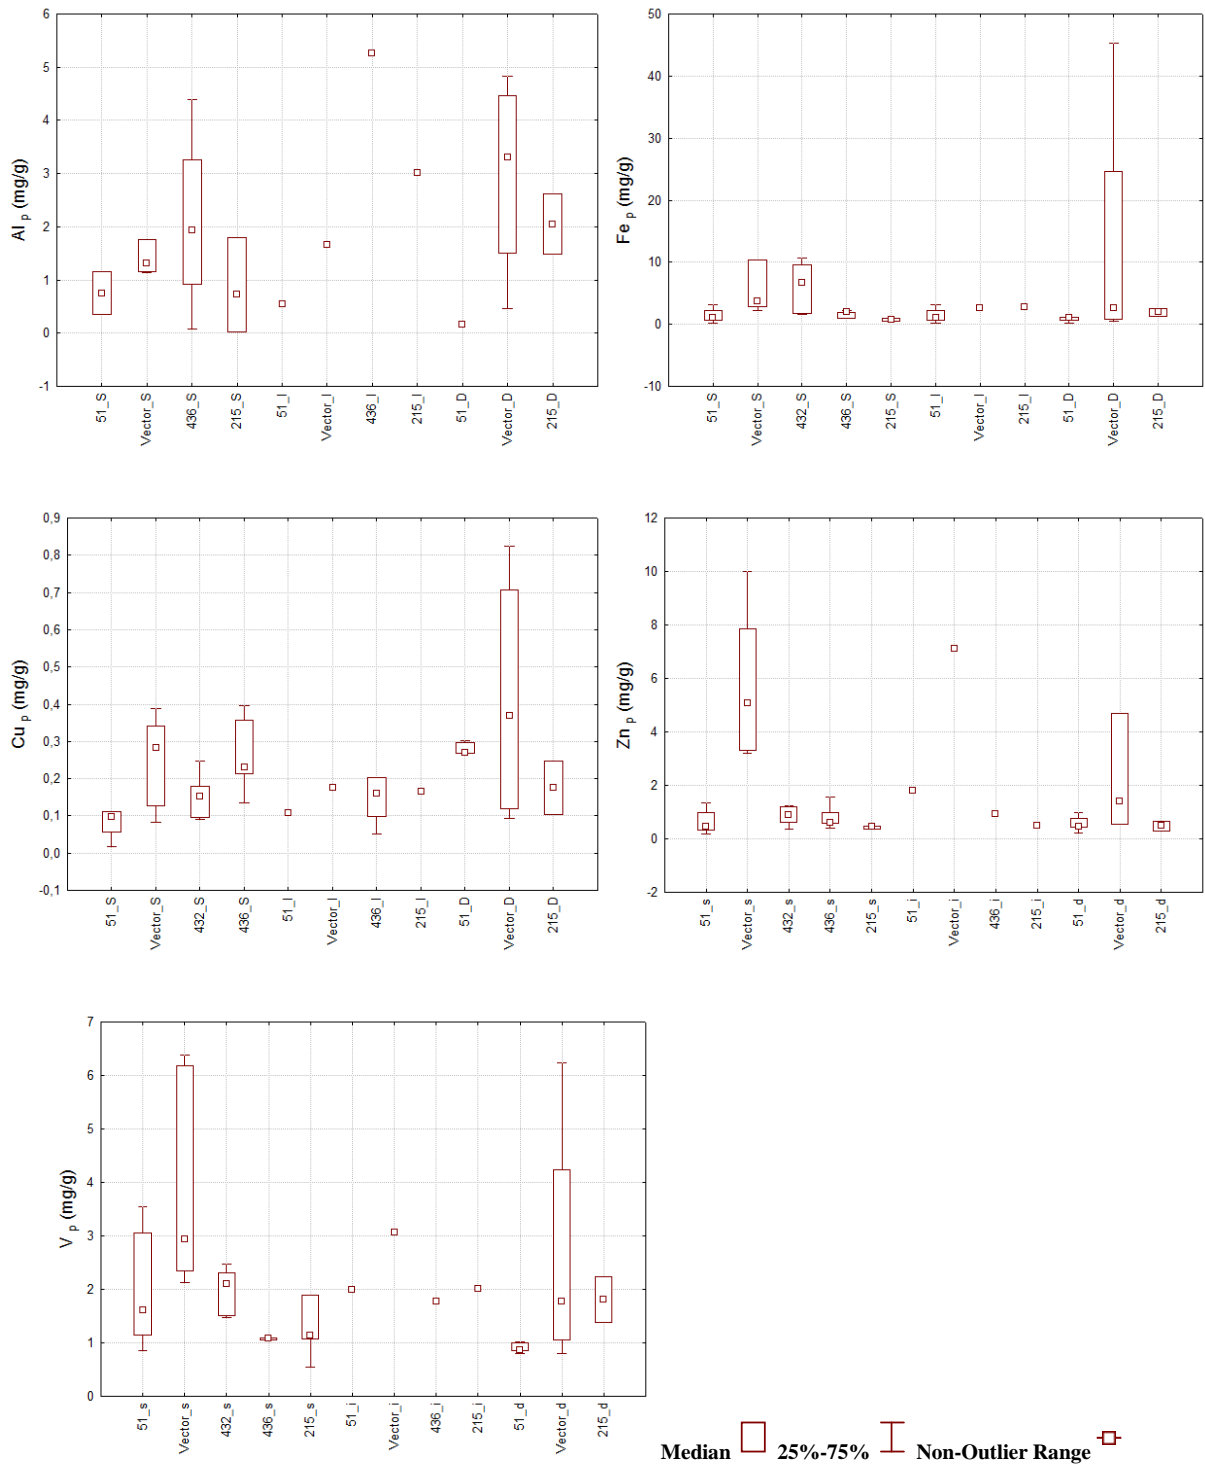 6
5
4
3
2
1
0
-1
Al p (mg/g)
51_S
Vector_S
436_S
215_S
51_I
Vector_I
436_I
215_I
51_D
Vector_D
215_D
50
40
30
20
10
0
-10
Fe p (mg/g)
51_S
Vector_S
432_S
436_S
215_S
51_I
Vector_I
215_I
51_D
Vector_D
215_D
0,9
0,8
0,7
0,6
0,5
0,4
0,3
0,2
0,1
0,0
-0,1
Cu p (mg/g)
51_S
Vector_S
432_S
436_S
51_I
Vector_I
436_I
215_I
51_D
Vector_D
215_D
12
10
8
6
4
2
0
-2
Zn p (mg/g)
51_s
Vector_s
432_s
436_s
215_s
51_i
Vector_i
436_i
215_i
51_d
Vector_d
215_d
7
6
5
4
3
2
1
0
V p (mg/g)
51_s
Vector_s
432_s
436_s
215_s
51_i
Vector_i
436_i
215_i
51_d
Vector_d
215_d
Median 25%-75% Non-Outlier Range